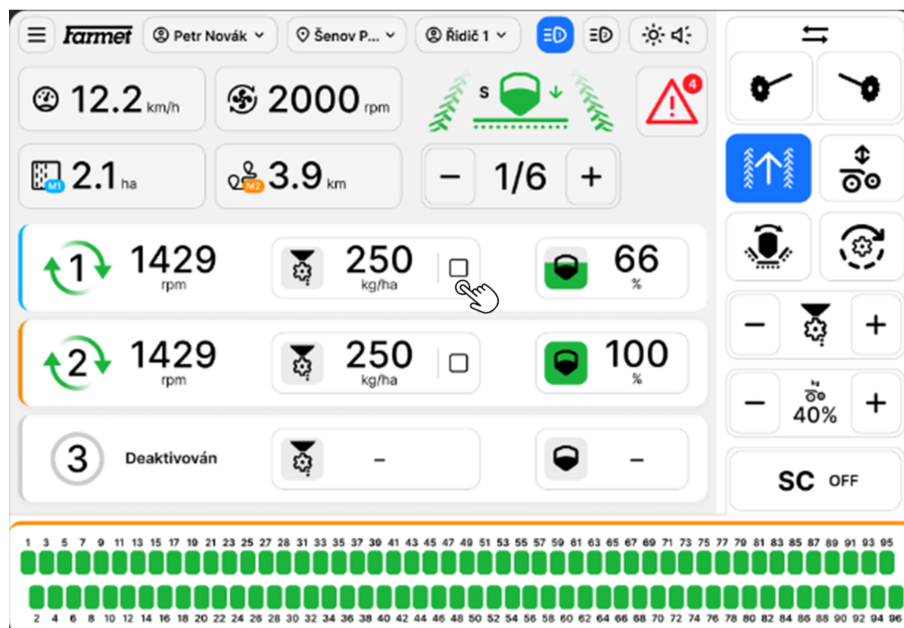 Farmet Petr Novák Šenov P... Řidič 1
12.2 km/h 2000 rpm S 4
M1 2.1 ha M2 3.9 km − 1/6 +
1 1429 rpm 250 kg/ha 66 %
2 1429 rpm 250 kg/ha 100 %
3 Deaktivován – –
− +
− kg 40% +
SC OFF
1 3 5 7 9 11 13 15 17 19 21 23 25 27 28 31 33 35 37 39 41 43 45 47 49 51 53 55 57 59 61 63 65 67 69 71 73 75 77 79 81 83 85 87 89 91 93 95
2 4 6 8 10 12 14 16 18 20 22 24 26 28 30 32 34 36 38 40 42 44 46 48 50 52 54 56 58 60 62 64 66 68 70 72 74 76 78 82 84 86 88 90 92 94 96